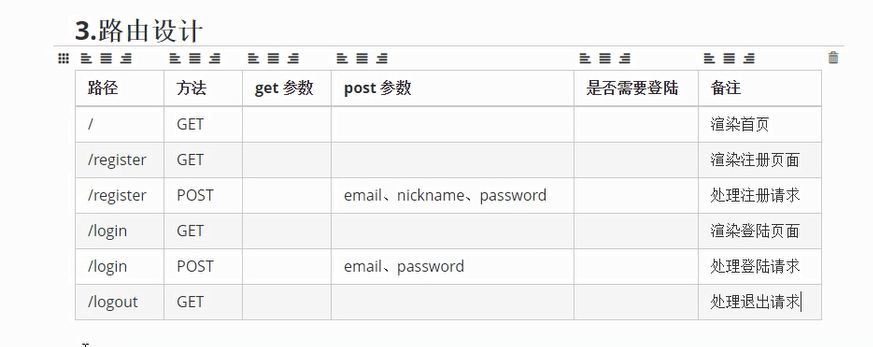 3.路由设计
路径 方法 get 参数 post 参数 是否需要登陆 备注
/ GET 渲染首页
/register GET 渲染注册页面
/register POST email、nickname、password 处理注册请求
/login GET 渲染登陆页面
/login POST email、password 处理登陆请求
/logout GET 处理退出请求